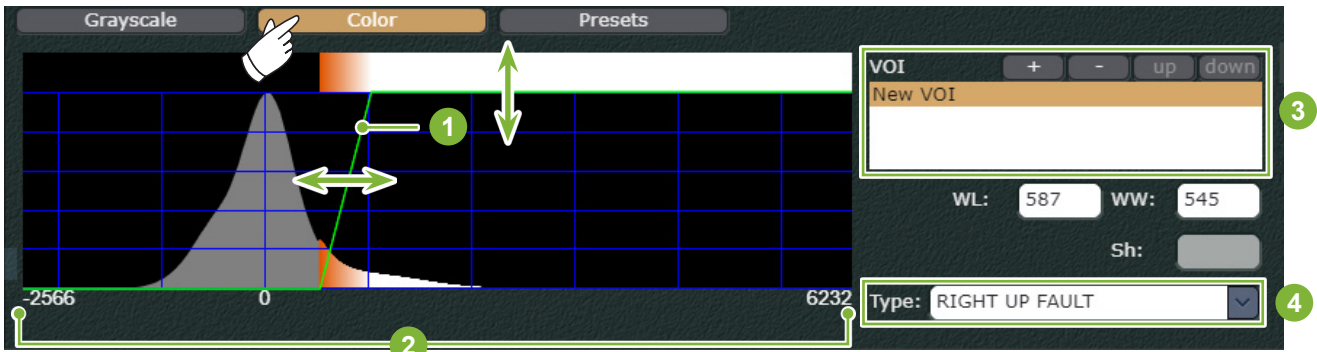 Grayscale Color Presets
VOI + - up down
New VOI
1
3
WL: 587 WW: 545
Sh:
-2566 0 6232
Type: RIGHT UP FAULT
4
2